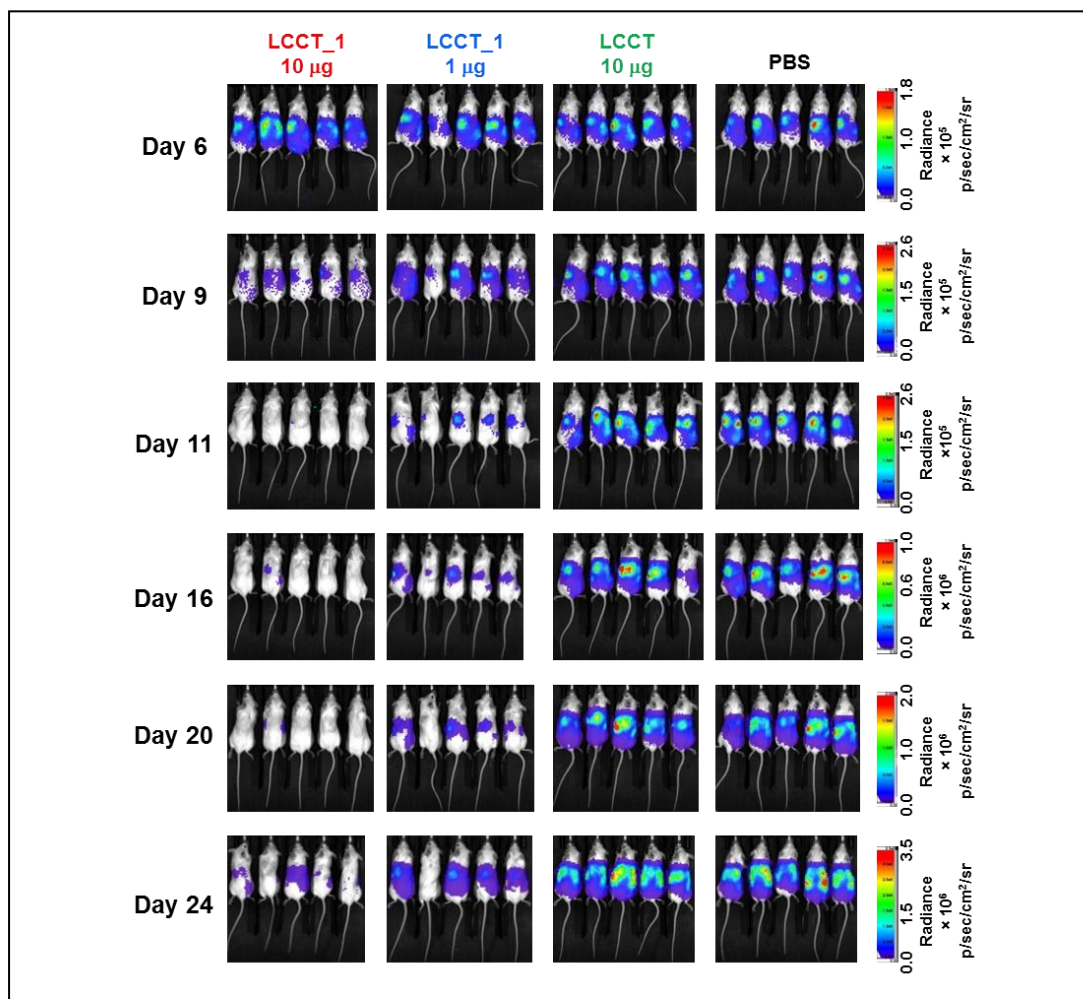 LCCT_1
10 μg
LCCT_1
1 μg
LCCT
10 μg
PBS
Day 6
0.0 1.0 1.8
Radiance
× 10⁵
p/sec/cm²/sr
Day 9
0.0 1.5 2.6
Radiance
×10⁵
p/sec/cm²/sr
Day 11
0.0 1.5 2.6
Radiance
×10⁵
p/sec/cm²/sr
Day 16
0.0 0.6 1.0
Radiance
× 10⁶
p/sec/cm²/sr
Day 20
0.0 1.0 2.0
Radiance
× 10⁶
p/sec/cm²/sr
Day 24
0.0 1.5 3.5
Radiance
× 10⁶
p/sec/cm²/sr